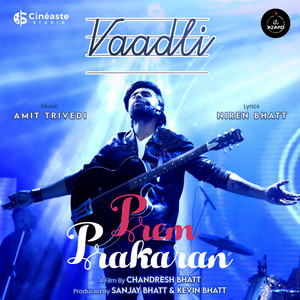 Cinéaste
STUDIO
Vaadli
Music
AMIT TRIVEDI
Lyrics
NIREN BHATT
Prem
Prakaran
A Film By CHANDRESH BHATT
Produced by SANJAY BHATT & KEVIN BHATT